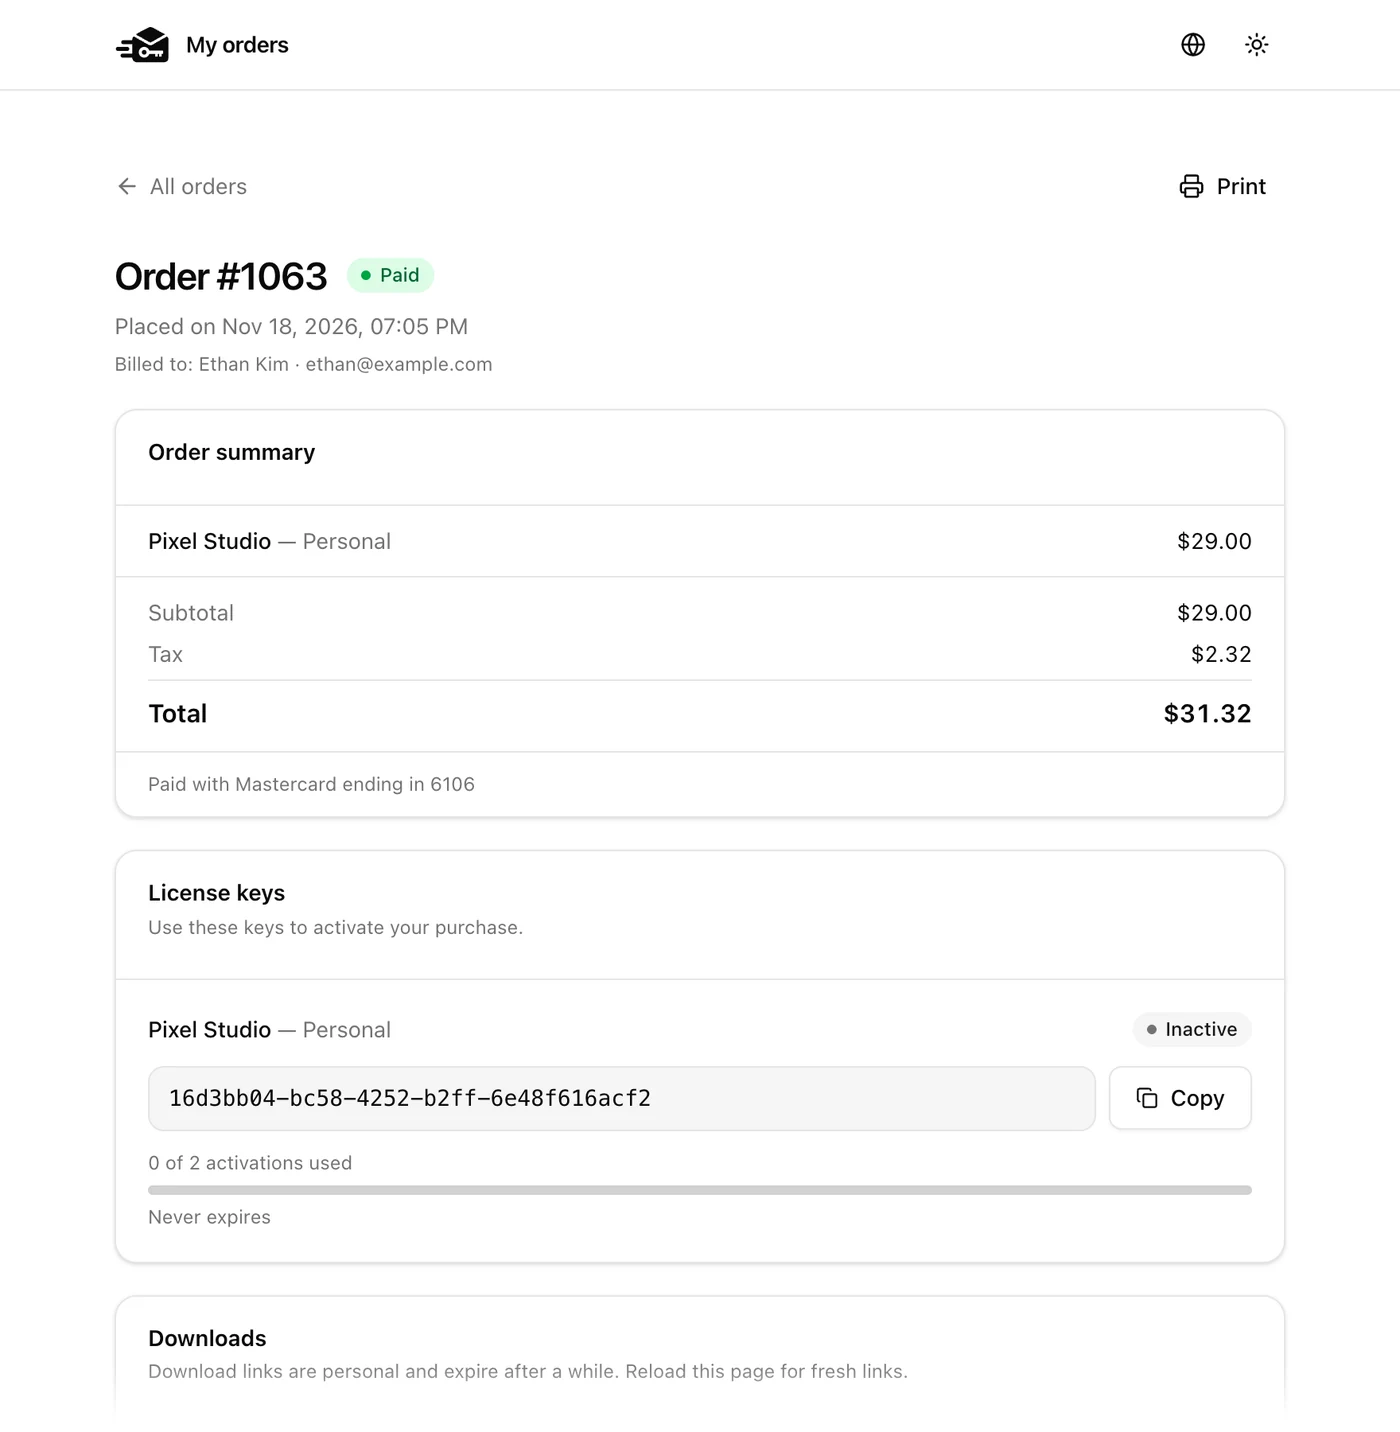 My orders
All orders
Print
Order #1063
Paid
Placed on Nov 18, 2026, 07:05 PM
Billed to: Ethan Kim · ethan@example.com
Order summary
Pixel Studio — Personal $29.00
Subtotal $29.00
Tax $2.32
Total $31.32
Paid with Mastercard ending in 6106
License keys
Use these keys to activate your purchase.
Pixel Studio — Personal Inactive
16d3bb04-bc58-4252-b2ff-6e48f616acf2 Copy
0 of 2 activations used
Never expires
Downloads
Download links are personal and expire after a while. Reload this page for fresh links.